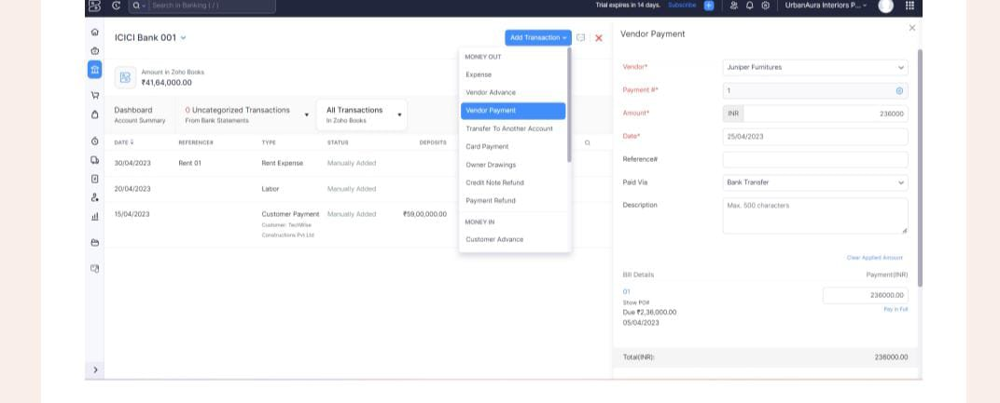 Search in Banking ( / )
Trial expires in 14 days. Subscribe
UrbanAura Interiors P...
ICICI Bank 001
Add Transaction
Amount in Zoho Books
₹41,64,000.00
Dashboard
Account Summary
0 Uncategorized Transactions
From Bank Statements
All Transactions
In Zoho Books
DATE REFERENCE# TYPE STATUS DEPOSITS
30/04/2023 Rent 01 Rent Expense Manually Added
20/04/2023 Labor Manually Added
15/04/2023 Customer Payment Manually Added ₹59,00,000.00
Customer: TechWise
Constructions Pvt Ltd
MONEY OUT
Expense
Vendor Advance
Vendor Payment
Transfer To Another Account
Card Payment
Owner Drawings
Credit Note Refund
Payment Refund
MONEY IN
Customer Advance
Vendor Payment
Vendor* Juniper Furnitures
Payment #* 1
Amount* INR 236000
Date* 25/04/2023
Reference#
Paid Via Bank Transfer
Description Max. 500 characters
Clear Applied Amount
Bill Details Payment(INR)
01 236000.00
Show PO#
Pay in Full
Due ₹2,36,000.00
05/04/2023
Total(INR): 236000.00